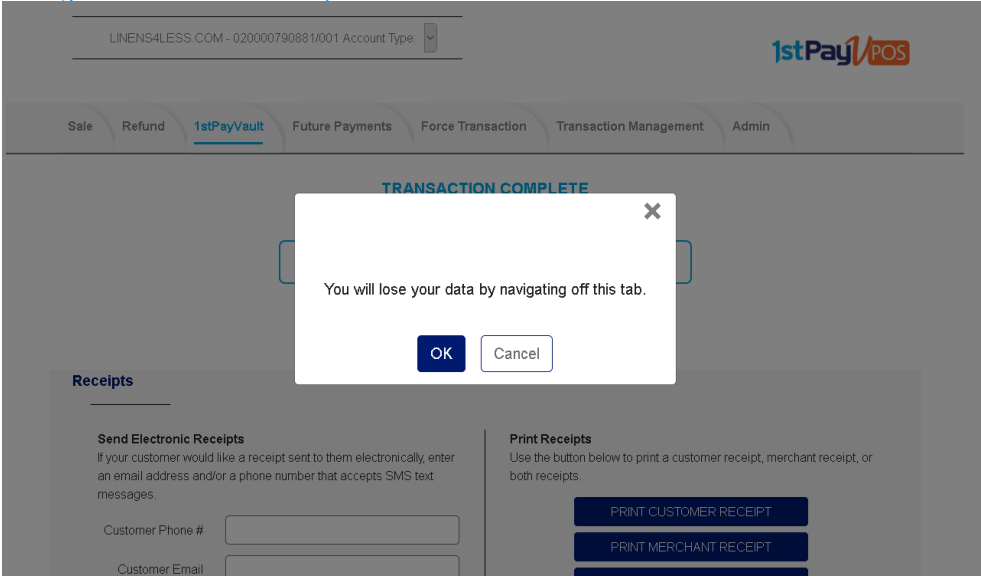 LINENS4LESS.COM - 020000790881/001 Account Type:
1stPay POS
Sale Refund 1stPayVault Future Payments Force Transaction Transaction Management Admin
TRANSACTION COMPLETE
You will lose your data by navigating off this tab.
OK Cancel
Receipts
Send Electronic Receipts
If your customer would like a receipt sent to them electronically, enter
an email address and/or a phone number that accepts SMS text
messages.
Customer Phone #
Customer Email
Print Receipts
Use the button below to print a customer receipt, merchant receipt, or
both receipts.
PRINT CUSTOMER RECEIPT
PRINT MERCHANT RECEIPT